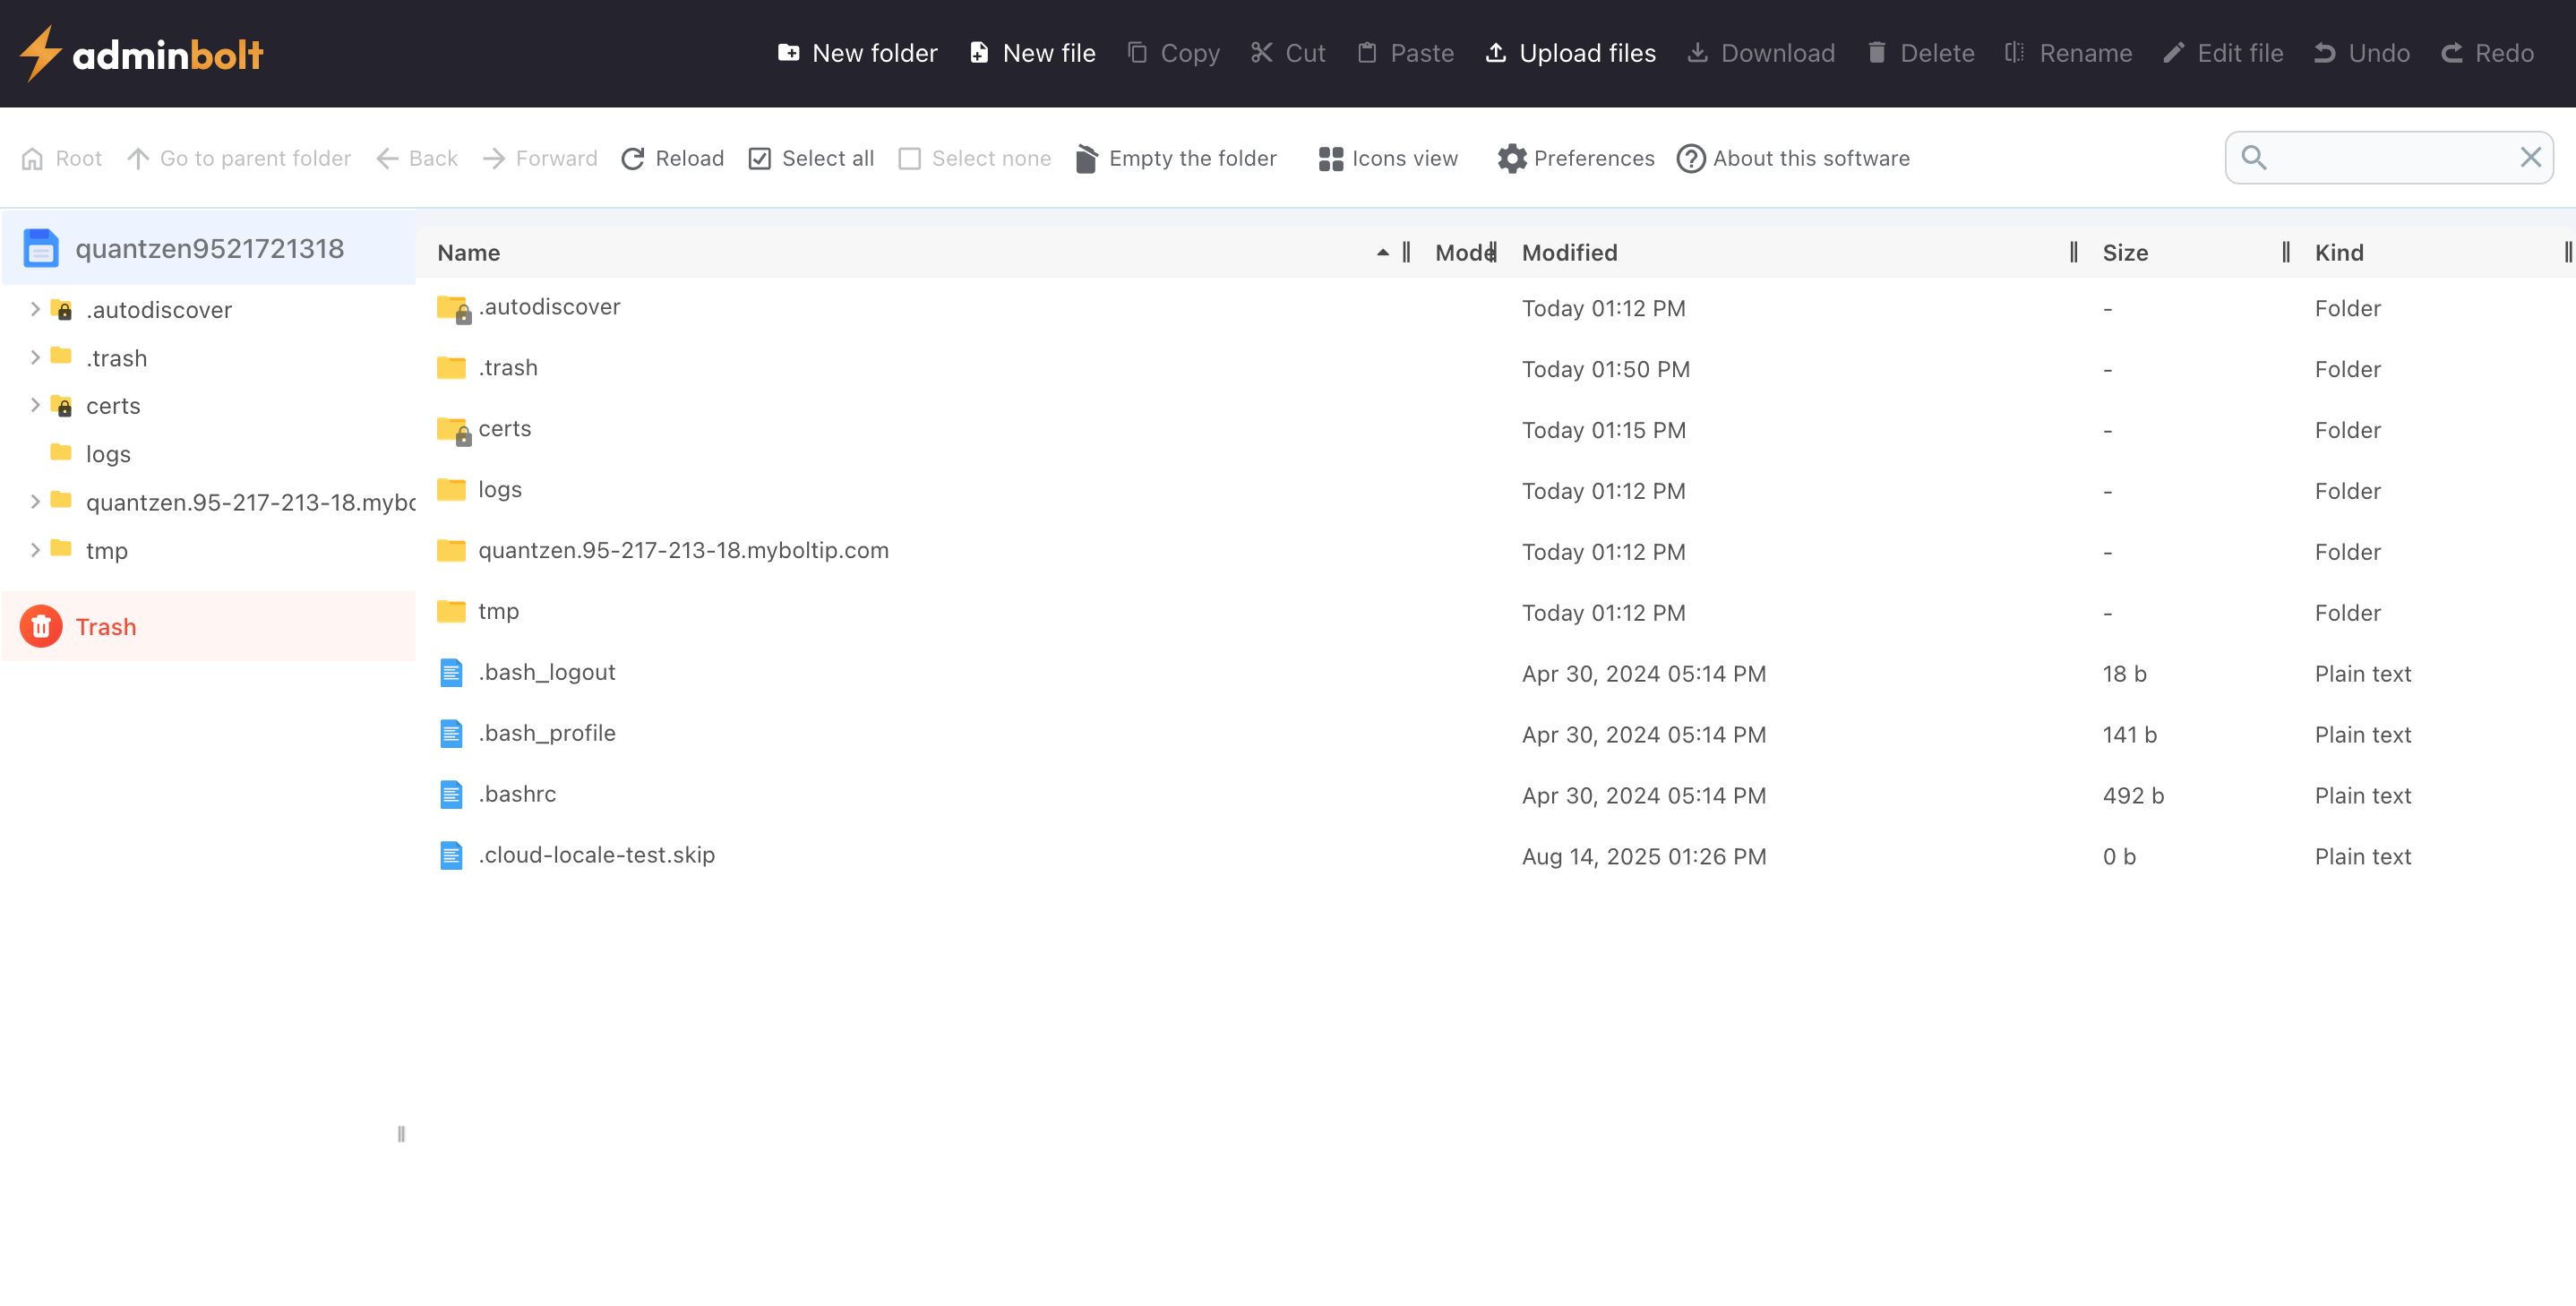 adminbolt
New folder New file Copy Cut Paste Upload files Download Delete Rename Edit file Undo Redo
Root Go to parent folder Back Forward Reload Select all Select none Empty the folder Icons view Preferences About this software
quantzen9521721318
.autodiscover
.trash
certs
logs
quantzen.95-217-213-18.mybo
tmp
Trash
Name Mode Modified Size Kind
.autodiscover Today 01:12 PM - Folder
.trash Today 01:50 PM - Folder
certs Today 01:15 PM - Folder
logs Today 01:12 PM - Folder
quantzen.95-217-213-18.myboltip.com Today 01:12 PM - Folder
tmp Today 01:12 PM - Folder
.bash_logout Apr 30, 2024 05:14 PM 18 b Plain text
.bash_profile Apr 30, 2024 05:14 PM 141 b Plain text
.bashrc Apr 30, 2024 05:14 PM 492 b Plain text
.cloud-locale-test.skip Aug 14, 2025 01:26 PM 0 b Plain text